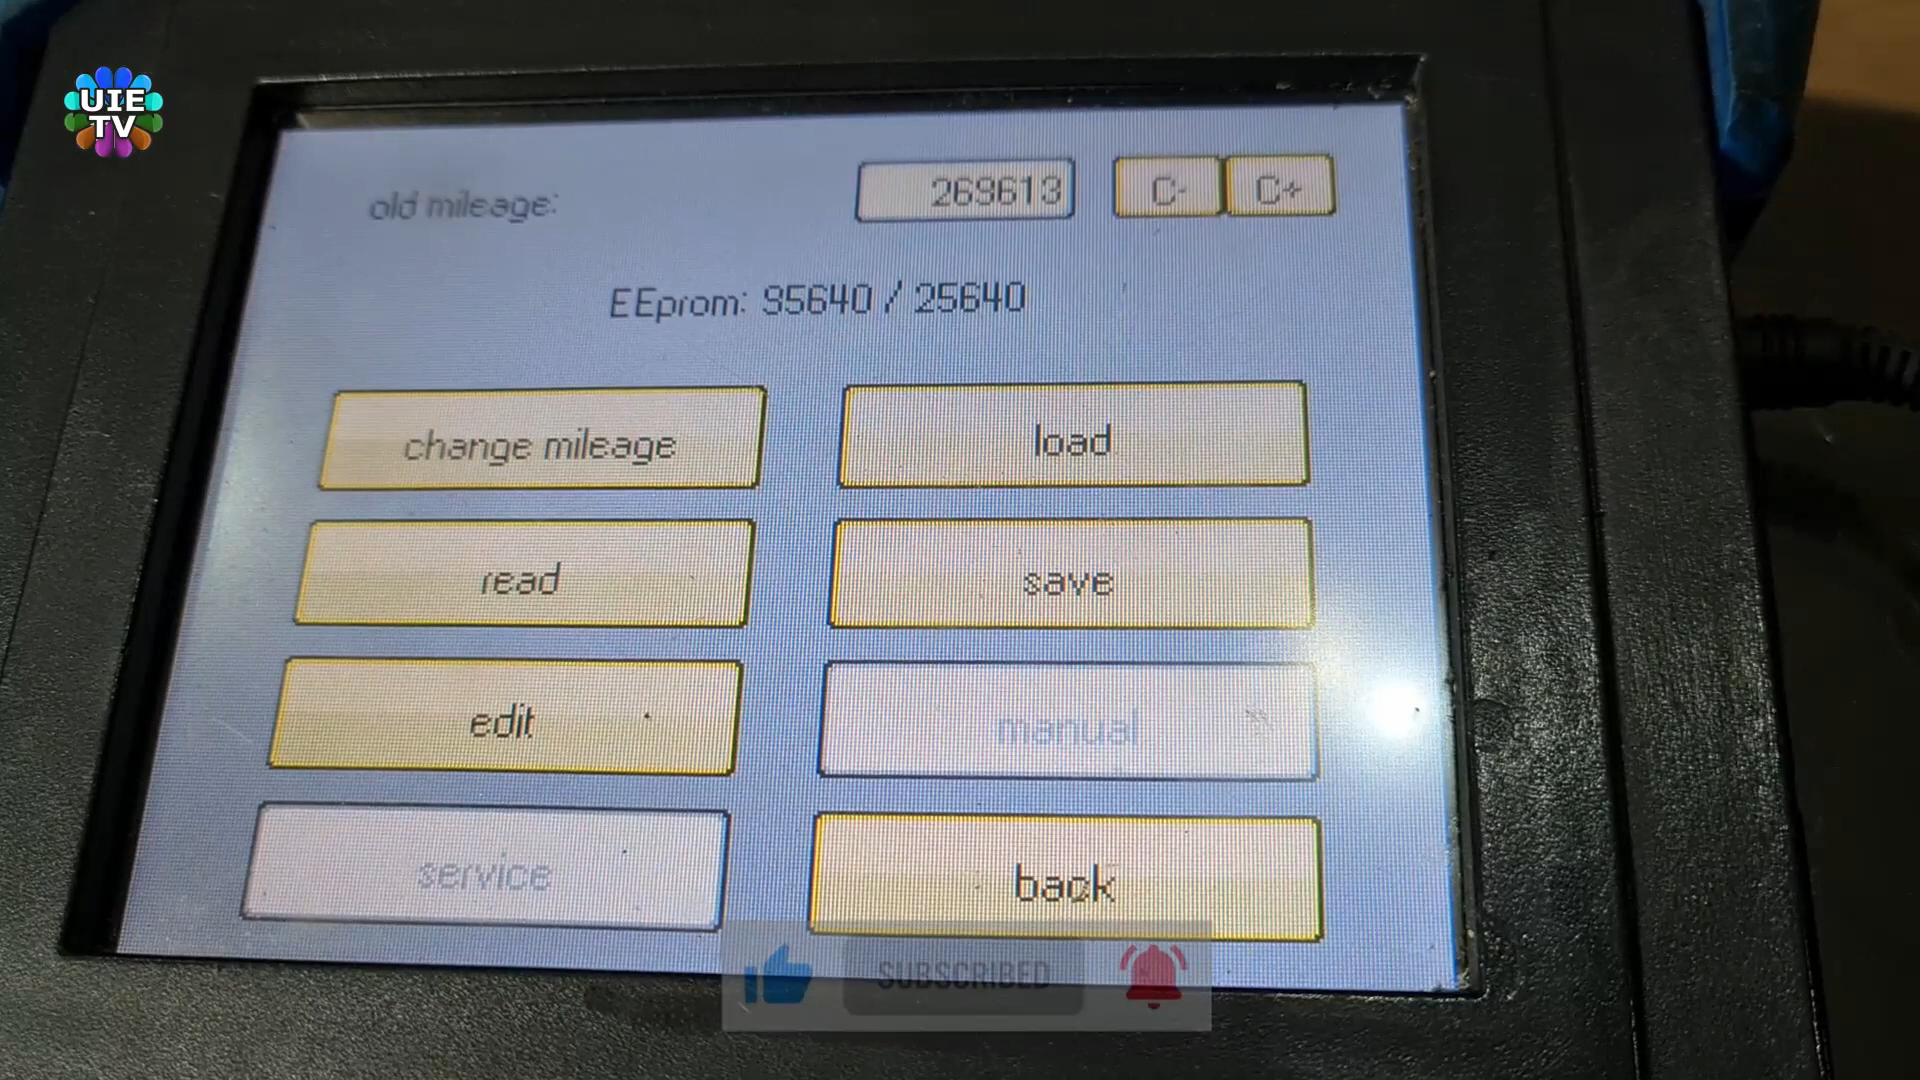 UIE
TV
old mileage:
269613
C-
C+
EEprom: 95640 / 25640
change mileage
load
read
save
edit
manual
service
back
SUBSCRIBED